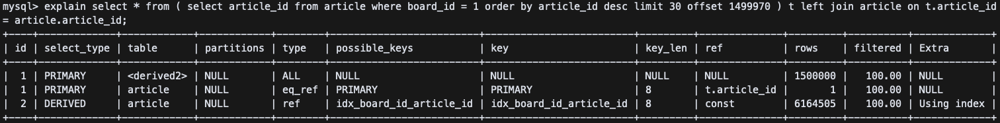 mysql> explain select * from ( select article_id from article where board_id = 1 order by article_id desc limit 30 offset 1499970 ) t left join article on t.article_id
= article.article_id;
+----+-------------+------------+------------+--------+-----------------------------+-----------------------------+---------+--------------+---------+----------+-------------+
| id | select_type | table      | partitions | type   | possible_keys           | key                     | key_len | ref          | rows    | filtered | Extra       |
+----+-------------+------------+------------+--------+-----------------------------+-----------------------------+---------+--------------+---------+----------+-------------+
|  1 | PRIMARY     | <derived2> | NULL       | ALL    | NULL                    | NULL                    | NULL    | NULL         | 1500000 |   100.00 | NULL        |
|  1 | PRIMARY     | article    | NULL       | eq_ref | PRIMARY                 | PRIMARY                 | 8       | t.article_id |       1 |   100.00 | NULL        |
|  2 | DERIVED     | article    | NULL       | ref    | idx_board_id_article_id | idx_board_id_article_id | 8       | const        | 6164505 |   100.00 | Using index |
+----+-------------+------------+------------+--------+-----------------------------+-----------------------------+---------+--------------+---------+----------+-------------+